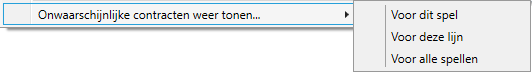 Onwaarschijnlijke contracten weer tonen...
Voor dit spel
Voor deze lijn
Voor alle spellen